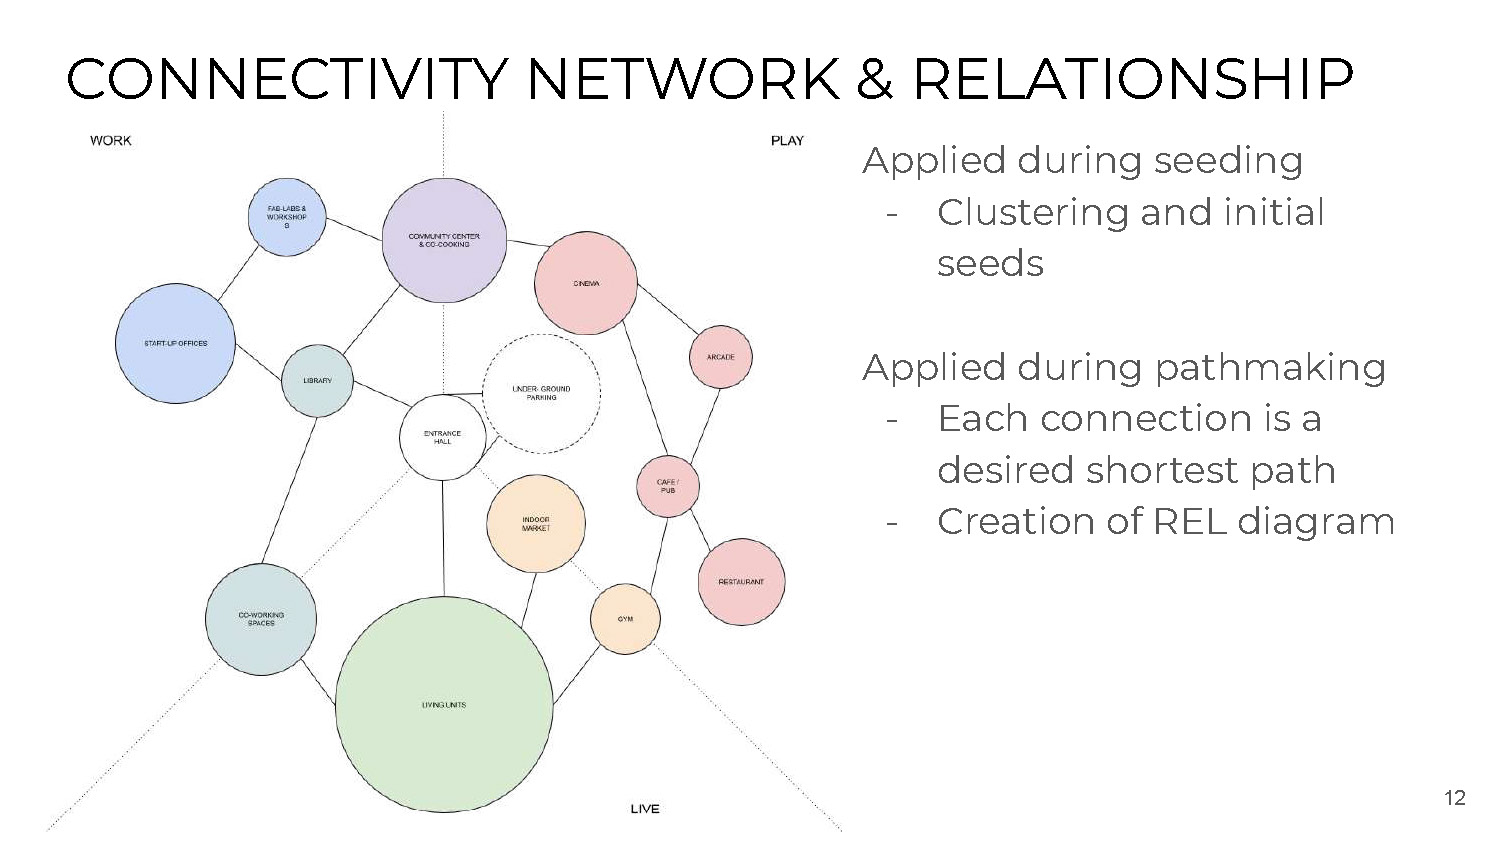 CONNECTIVITY NETWORK & RELATIONSHIP
WORK
PLAY
FAB-LABS &
WORKSHOP
S
COMMUNITY CENTER
& CO-COOKING
CINEMA
START-UP OFFICES
LIBRARY
ARCADE
UNDER- GROUND
PARKING
ENTRANCE
HALL
CAFE /
PUB
INDOOR
MARKET
RESTAURANT
CO-WORKING
SPACES
GYM
LIVING UNITS
LIVE
Applied during seeding
- Clustering and initial
seeds
Applied during pathmaking
- Each connection is a
desired shortest path
- Creation of REL diagram
12